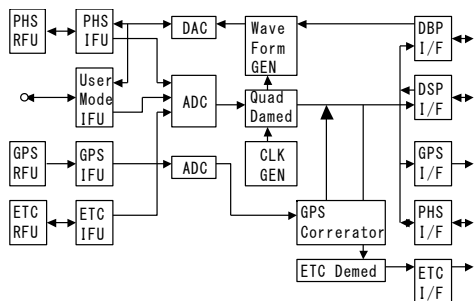 PHS
RFU
PHS
IFU
DAC
Wave
Form
GEN
DBP
I/F
User
Mode
IFU
ADC
Quad
Damed
DSP
I/F
GPS
RFU
GPS
IFU
ADC
CLK
GEN
GPS
I/F
ETC
RFU
ETC
IFU
GPS
Correrator
PHS
I/F
ETC Demed
ETC
I/F